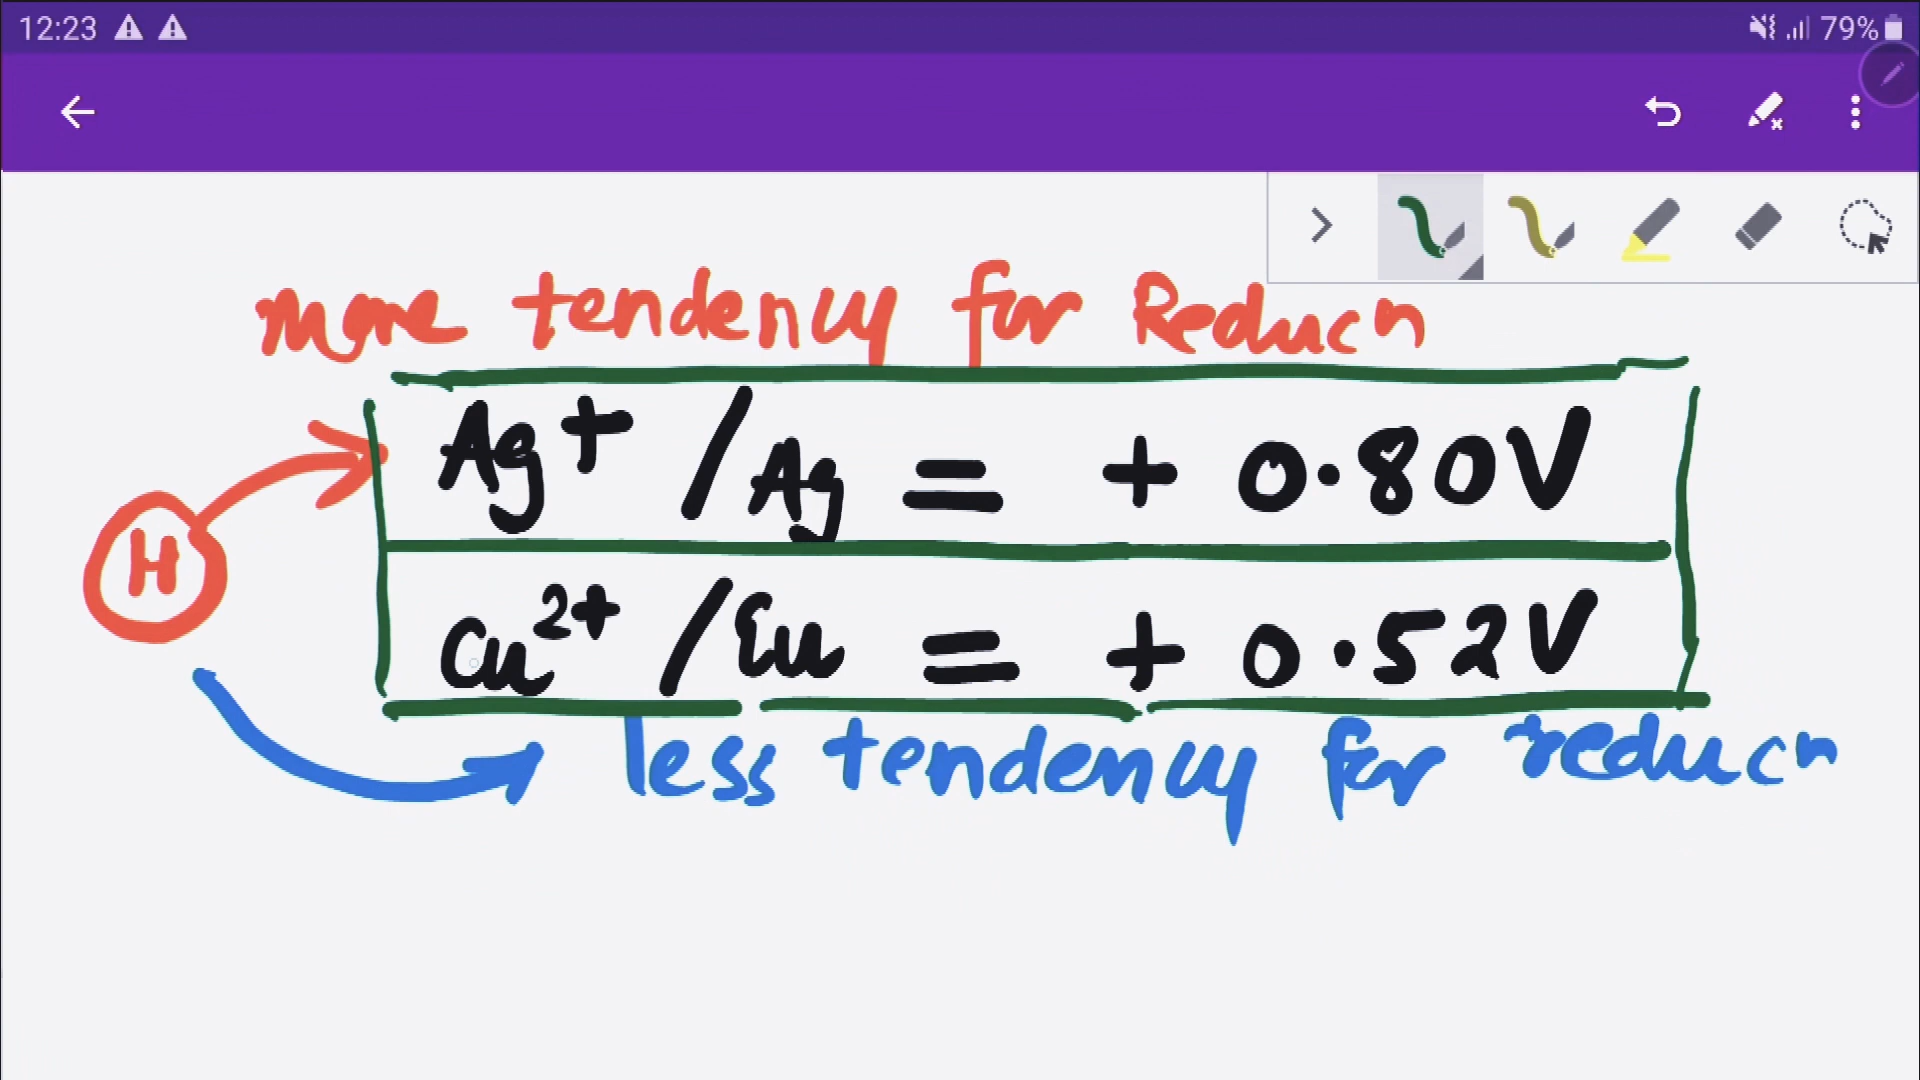 12:23 79%
more tendency for Reducn
Ag+ / Ag = + 0.80V
H
Cu2+ / Cu = + 0.52V
less tendency for reducn